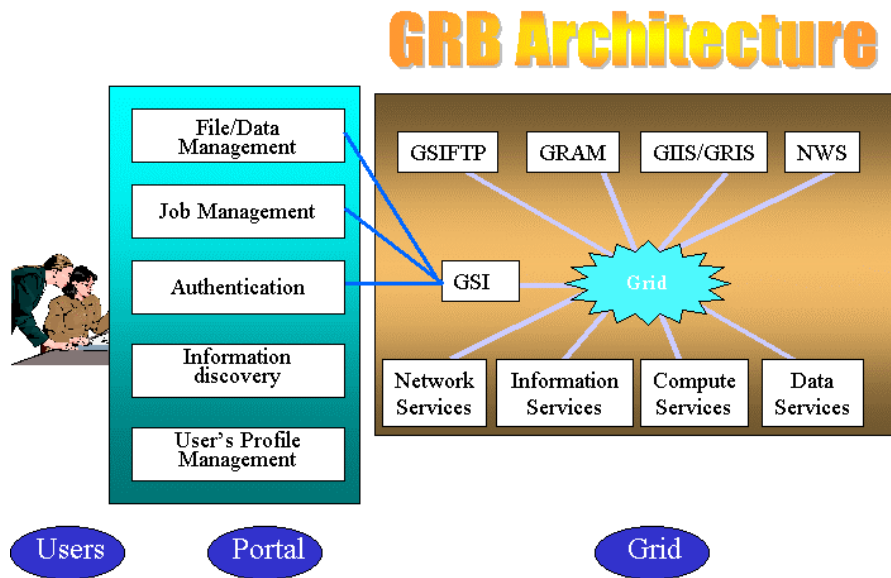 GRB Architecture
File/Data
Management
Job Management
Authentication
Information
discovery
User's Profile
Management
GSIFTP
GRAM
GIIS/GRIS
NWS
GSI
Grid
Network
Services
Information
Services
Compute
Services
Data
Services
Users
Portal
Grid